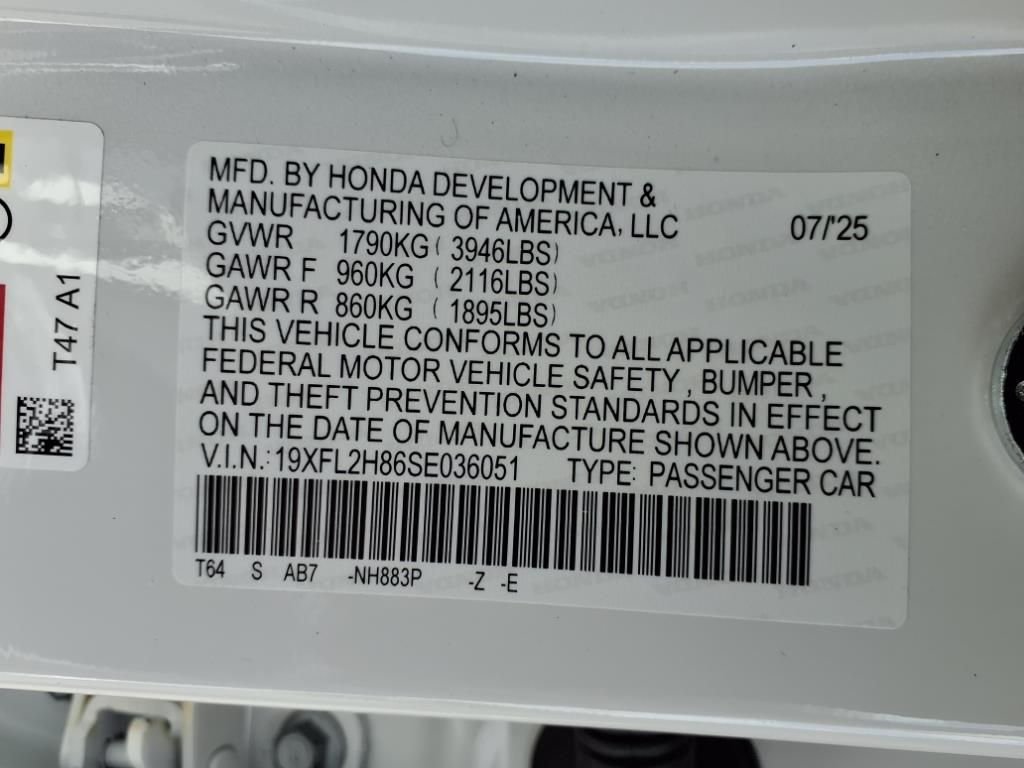 MFD. BY HONDA DEVELOPMENT &
MANUFACTURING OF AMERICA, LLC 07/'25
GVWR 1790KG ( 3946LBS)
GAWR F 960KG ( 2116LBS)
GAWR R 860KG ( 1895LBS)
THIS VEHICLE CONFORMS TO ALL APPLICABLE
FEDERAL MOTOR VEHICLE SAFETY , BUMPER ,
AND THEFT PREVENTION STANDARDS IN EFFECT
ON THE DATE OF MANUFACTURE SHOWN ABOVE.
V.I.N.: 19XFL2H86SE036051 TYPE: PASSENGER CAR
T64 S AB7 -NH883P -Z -E
T47 A1